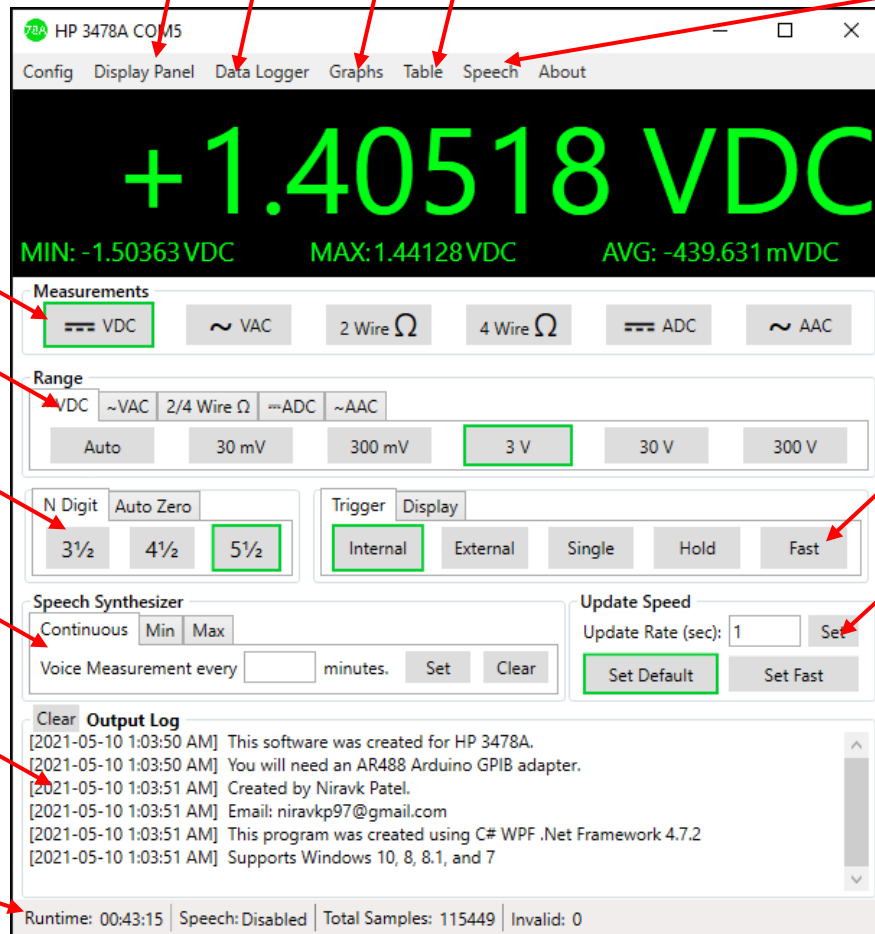 78A HP 3478A COM5
Config Display Panel Data Logger Graphs Table Speech About
+1.40518 VDC
MIN: -1.50363 VDC MAX: 1.44128 VDC AVG: -439.631 mVDC
Measurements
VDC ~ VAC 2 Wire Ω 4 Wire Ω ADC ~ AAC
Range
VDC ~VAC 2/4 Wire Ω ⎓ADC ~AAC
Auto 30 mV 300 mV 3 V 30 V 300 V
N Digit Auto Zero Trigger Display
3½ 4½ 5½ Internal External Single Hold Fast
Speech Synthesizer Update Speed
Continuous Min Max Update Rate (sec): 1 Set
Voice Measurement every minutes. Set Clear Set Default Set Fast
Clear Output Log
[2021-05-10 1:03:50 AM] This software was created for HP 3478A.
[2021-05-10 1:03:50 AM] You will need an AR488 Arduino GPIB adapter.
[2021-05-10 1:03:51 AM] Created by Niravk Patel.
[2021-05-10 1:03:51 AM] Email: niravkp97@gmail.com
[2021-05-10 1:03:51 AM] This program was created using C# WPF .Net Framework 4.7.2
[2021-05-10 1:03:51 AM] Supports Windows 10, 8, 8.1, and 7
Runtime: 00:43:15 Speech: Disabled Total Samples: 115449 Invalid: 0